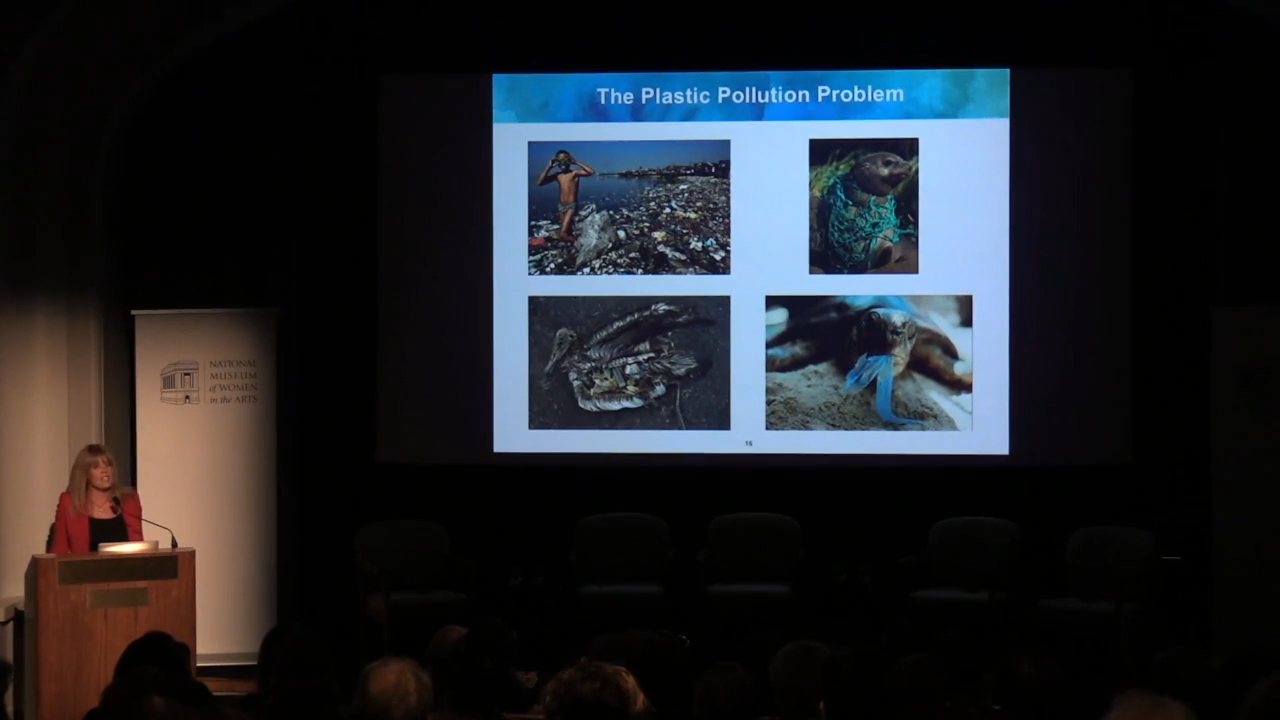 The Plastic Pollution Problem
NATIONAL
MUSEUM
of WOMEN
in the ARTS
16